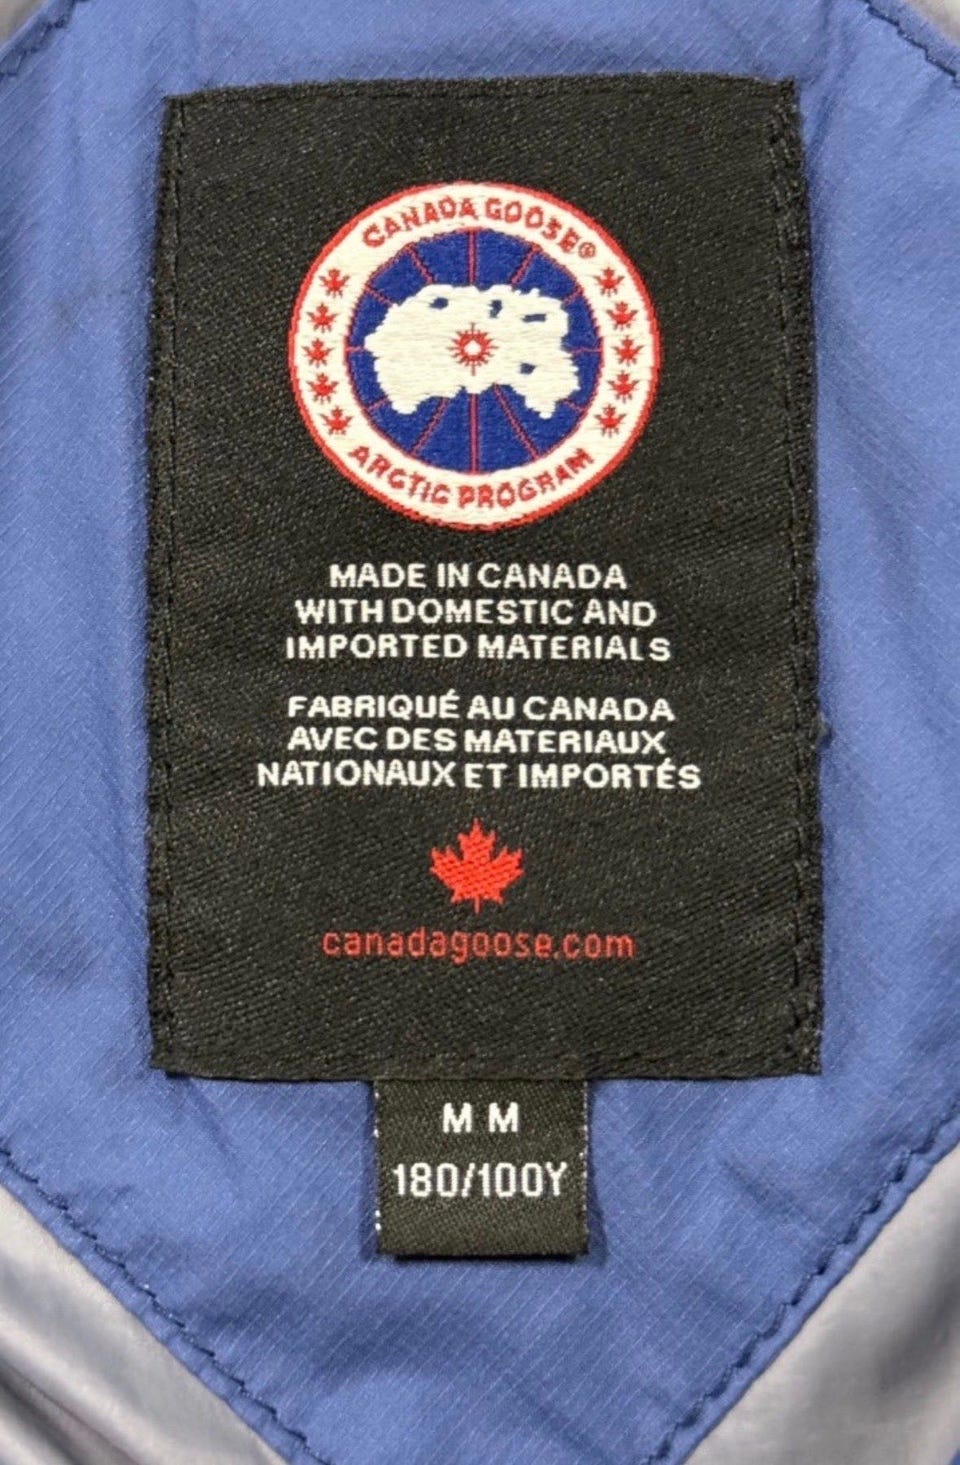 CANADA GOOSE®
ARCTIC PROGRAM
MADE IN CANADA
WITH DOMESTIC AND
IMPORTED MATERIALS
FABRIQUÉ AU CANADA
AVEC DES MATERIAUX
NATIONAUX ET IMPORTÉS
canadagoose.com
M M
180/100Y